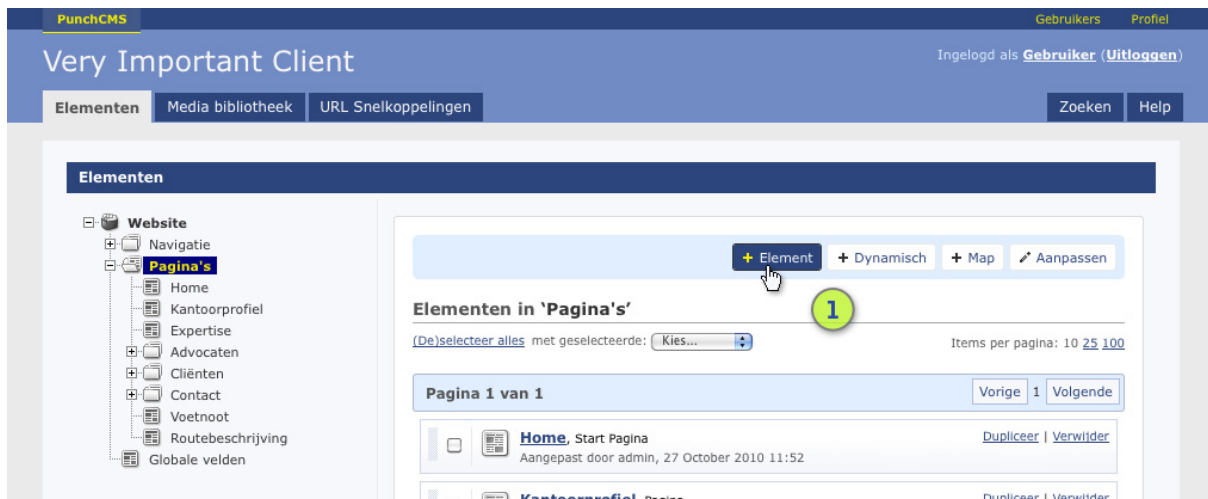 PunchCMS Gebruikers Profiel
Very Important Client
Ingelogd als Gebruiker (Uitloggen)
Elementen Media bibliotheek URL Snelkoppelingen Zoeken Help
Elementen
Website
Navigatie
Pagina's
Home
Kantoorprofiel
Expertise
Advocaten
Cliënten
Contact
Voetnoot
Routebeschrijving
Globale velden
+ Element + Dynamisch + Map Aanpassen
1
Elementen in ‘Pagina's’
(De)selecteer alles met geselecteerde: Kies... Items per pagina: 10 25 100
Pagina 1 van 1 Vorige 1 Volgende
Home, Start Pagina Dupliceer | Verwijder
Aangepast door admin, 27 October 2010 11:52
Kantoorprofiel, Pagina Dupliceer | Verwijder